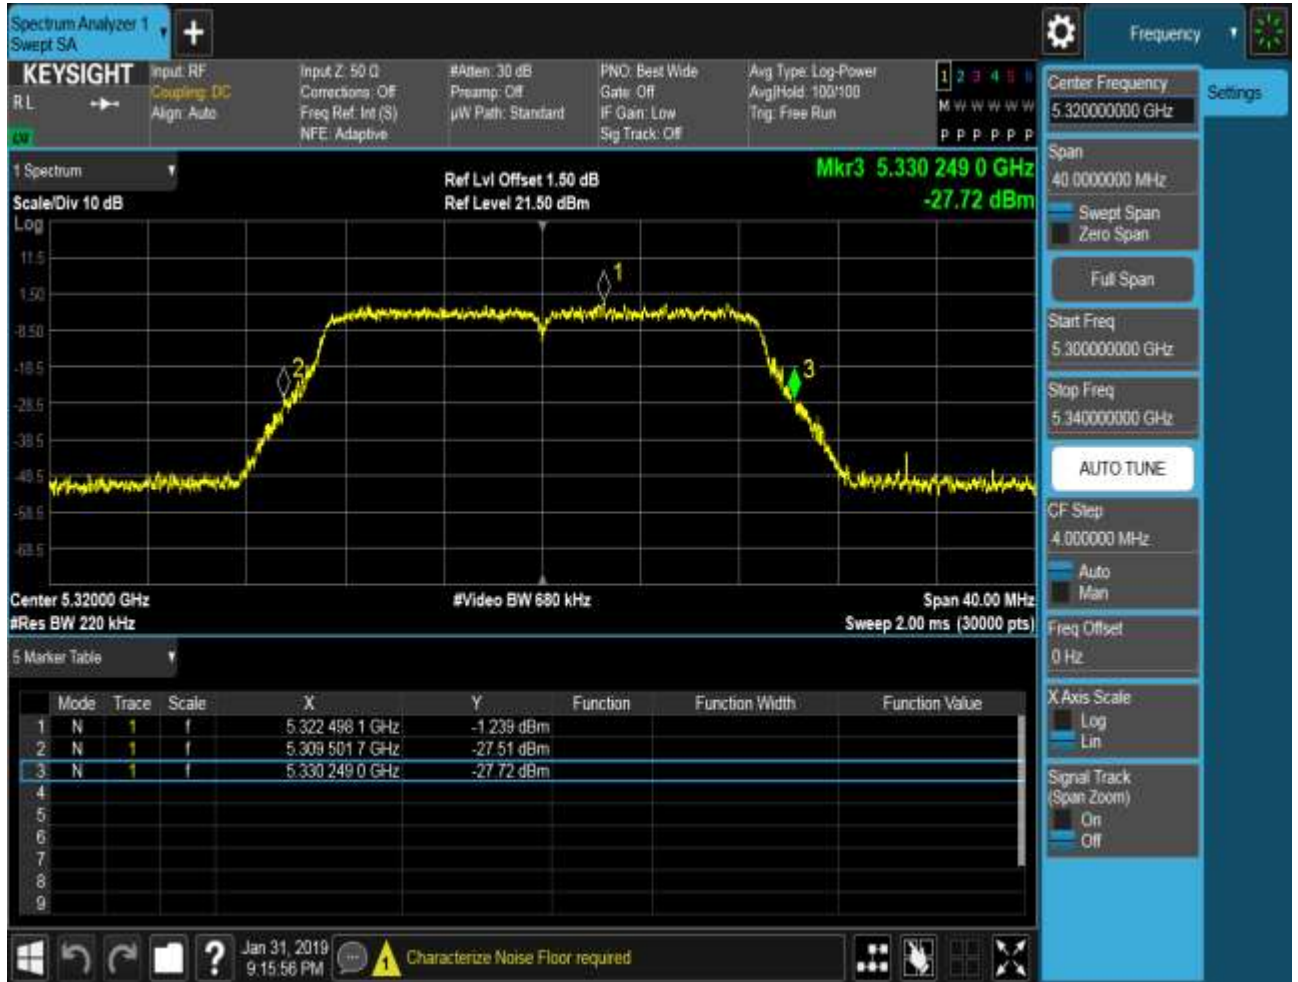 Spectrum Analyzer 1
Swept SA
+
Frequency
KEYSIGHT
R L
Input: RF
Coupling: DC
Align: Auto
Input Z: 50 Ω
Corrections: Off
Freq Ref: Int (S)
NFE: Adaptive
#Atten: 30 dB
Preamp: Off
µW Path: Standard
PNO: Best Wide
Gate: Off
IF Gain: Low
Sig Track: Off
Avg Type: Log-Power
Avg|Hold: 100/100
Trig: Free Run
1 2 3 4 5 6
M W W W W W
P P P P P P
1 Spectrum
Scale/Div 10 dB
Ref Lvl Offset 1.50 dB
Ref Level 21.50 dBm
Mkr3 5.330 249 0 GHz
-27.72 dBm
Log
11.5
1.50
-8.50
-18.5
-28.5
-38.5
-48.5
-58.5
-68.5
1
2
3
Center 5.32000 GHz
#Res BW 220 kHz
#Video BW 680 kHz
Span 40.00 MHz
Sweep 2.00 ms (30000 pts)
5 Marker Table
Mode Trace Scale X Y Function Function Width Function Value
1 N 1 f 5.322 498 1 GHz -1.239 dBm
2 N 1 f 5.309 501 7 GHz -27.51 dBm
3 N 1 f 5.330 249 0 GHz -27.72 dBm
4
5
6
7
8
9
Center Frequency
5.320000000 GHz
Settings
Span
40.0000000 MHz
Swept Span
Zero Span
Full Span
Start Freq
5.300000000 GHz
Stop Freq
5.340000000 GHz
AUTO TUNE
CF Step
4.000000 MHz
Auto
Man
Freq Offset
0 Hz
X Axis Scale
Log
Lin
Signal Track
(Span Zoom)
On
Off
?
Jan 31, 2019
9:15:56 PM
1
Characterize Noise Floor required